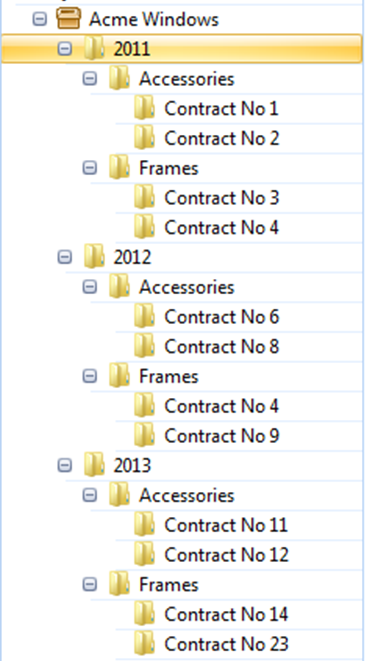 Acme Windows
2011
Accessories
Contract No 1
Contract No 2
Frames
Contract No 3
Contract No 4
2012
Accessories
Contract No 6
Contract No 8
Frames
Contract No 4
Contract No 9
2013
Accessories
Contract No 11
Contract No 12
Frames
Contract No 14
Contract No 23